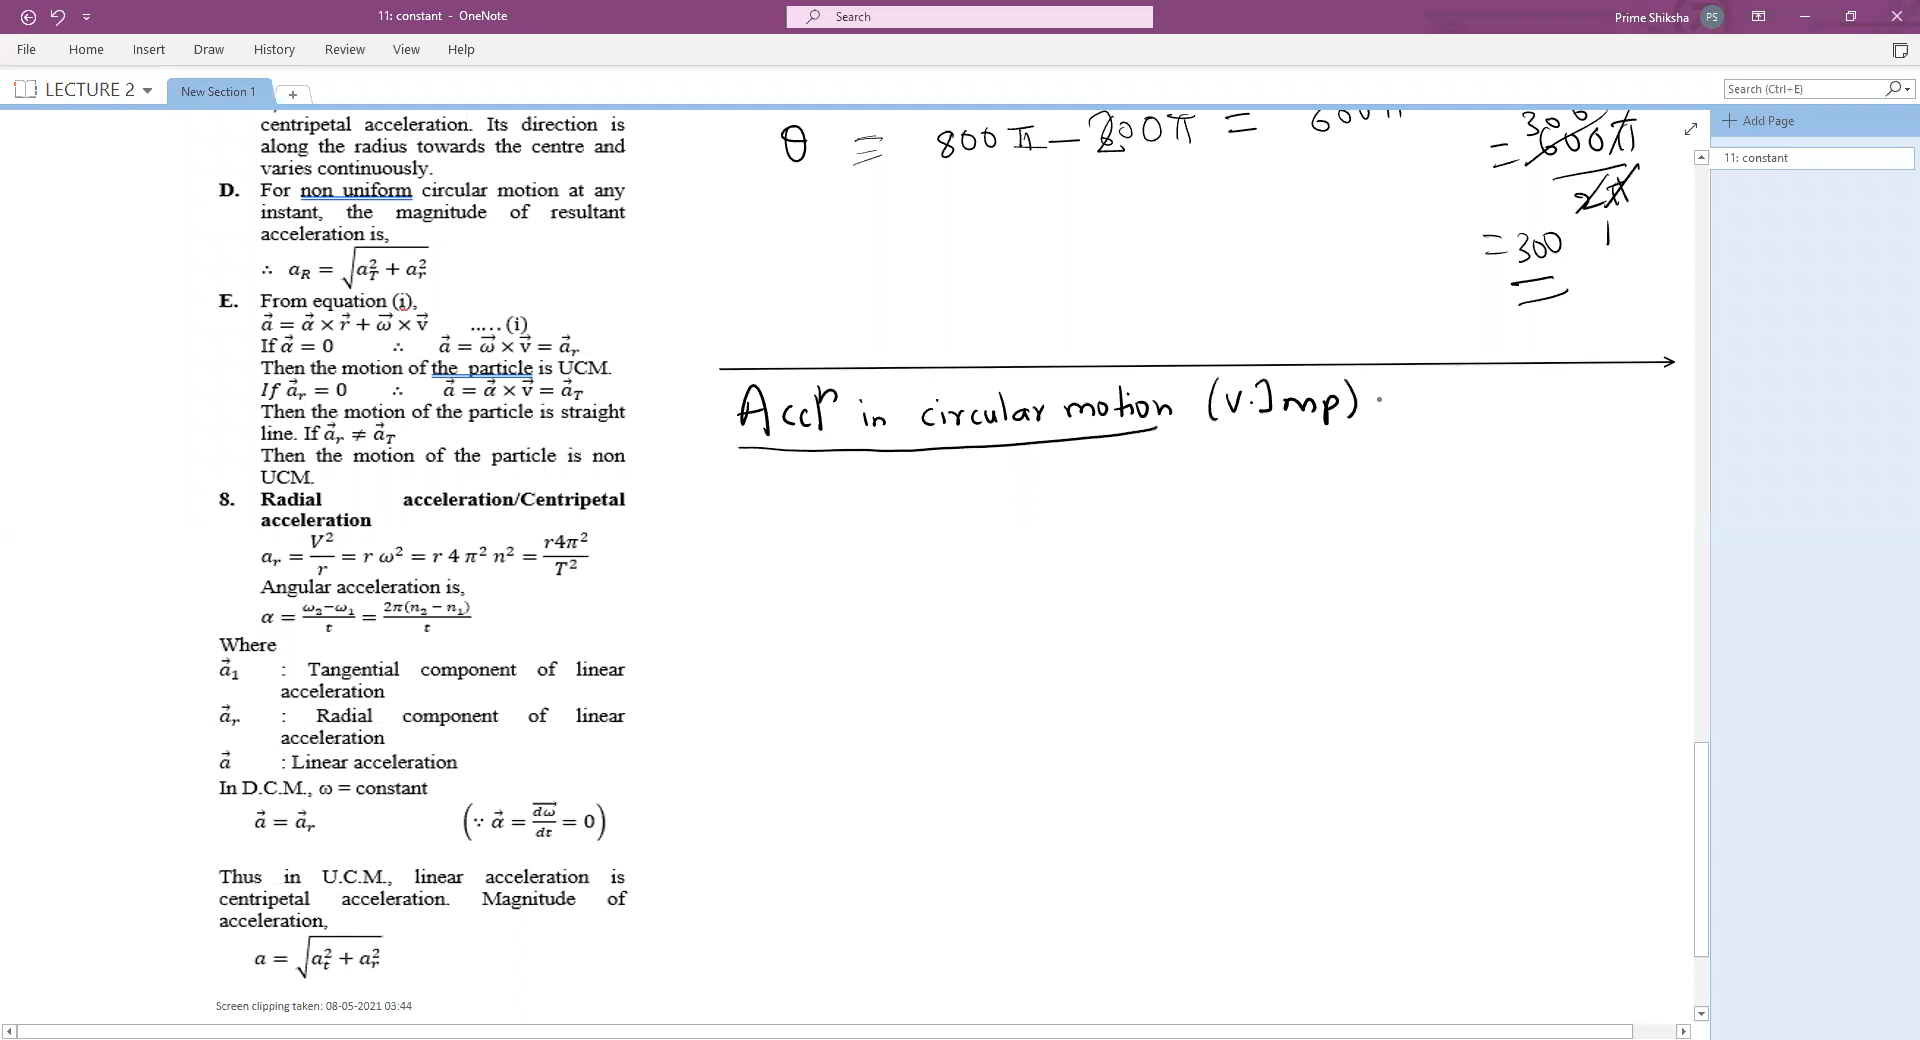 11: constant - OneNote
Search
Prime Shiksha PS
File Home Insert Draw History Review View Help
LECTURE 2 New Section 1 +
Search (Ctrl+E)
Add Page
11: constant
centripetal acceleration. Its direction is
along the radius towards the centre and
varies continuously.
D. For non uniform circular motion at any
instant, the magnitude of resultant
acceleration is,
∴ a_R = √(a_T² + a_r²)
E. From equation (i),
a⃗ = α⃗ × r⃗ + ω⃗ × v⃗ .....(i)
If α⃗ = 0 ∴ a⃗ = ω⃗ × v⃗ = a⃗_r
Then the motion of the particle is UCM.
If a⃗_r = 0 ∴ a⃗ = α⃗ × v⃗ = a⃗_T
Then the motion of the particle is straight
line. If a⃗_r ≠ a⃗_T
Then the motion of the particle is non
UCM.
8. Radial acceleration/Centripetal
acceleration
a_r = V²/r = r ω² = r 4 π² n² = r4π²/T²
Angular acceleration is,
α = (ω₂−ω₁)/t = 2π(n₂ − n₁)/t
Where
a⃗₁ : Tangential component of linear
acceleration
a⃗_r : Radial component of linear
acceleration
a⃗ : Linear acceleration
In D.C.M., ω = constant
a⃗ = a⃗_r (∵ α⃗ = dω⃗/dt = 0)
Thus in U.C.M., linear acceleration is
centripetal acceleration. Magnitude of
acceleration,
a = √(a_t² + a_r²)
Screen clipping taken: 08-05-2021 03:44
θ = 800π − 200π = 600π
300
= 600π
2π
1
= 300
Accⁿ in circular motion (V.Imp)